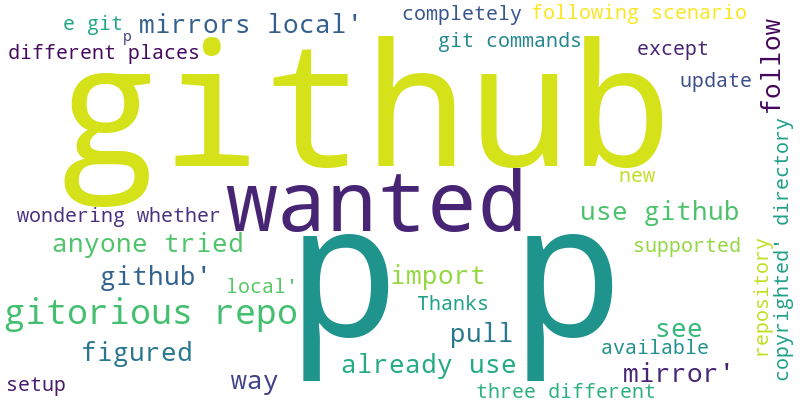 e git
mirrors local'
completely
following scenario
p
different places
git commands
except
update
follow
github
wanted
new
wondering whether
use github
anyone tried
supported
directory
github'
local'
import
p p
gitorious repo
Thanks
repository
copyrighted'
pull
see
figured
already use
available
setup
way
mirror'
three different